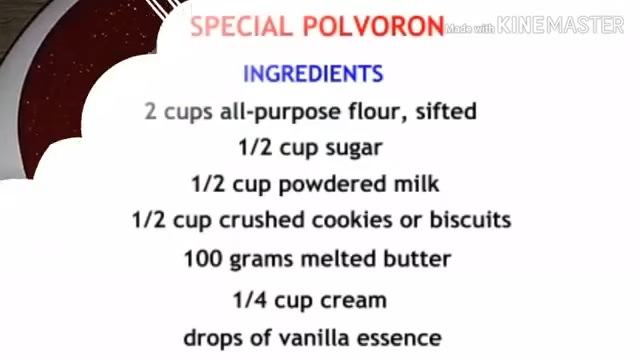 SPECIAL POLVORON
Made with KINEMASTER
INGREDIENTS
2 cups all-purpose flour, sifted
1/2 cup sugar
1/2 cup powdered milk
1/2 cup crushed cookies or biscuits
100 grams melted butter
1/4 cup cream
drops of vanilla essence